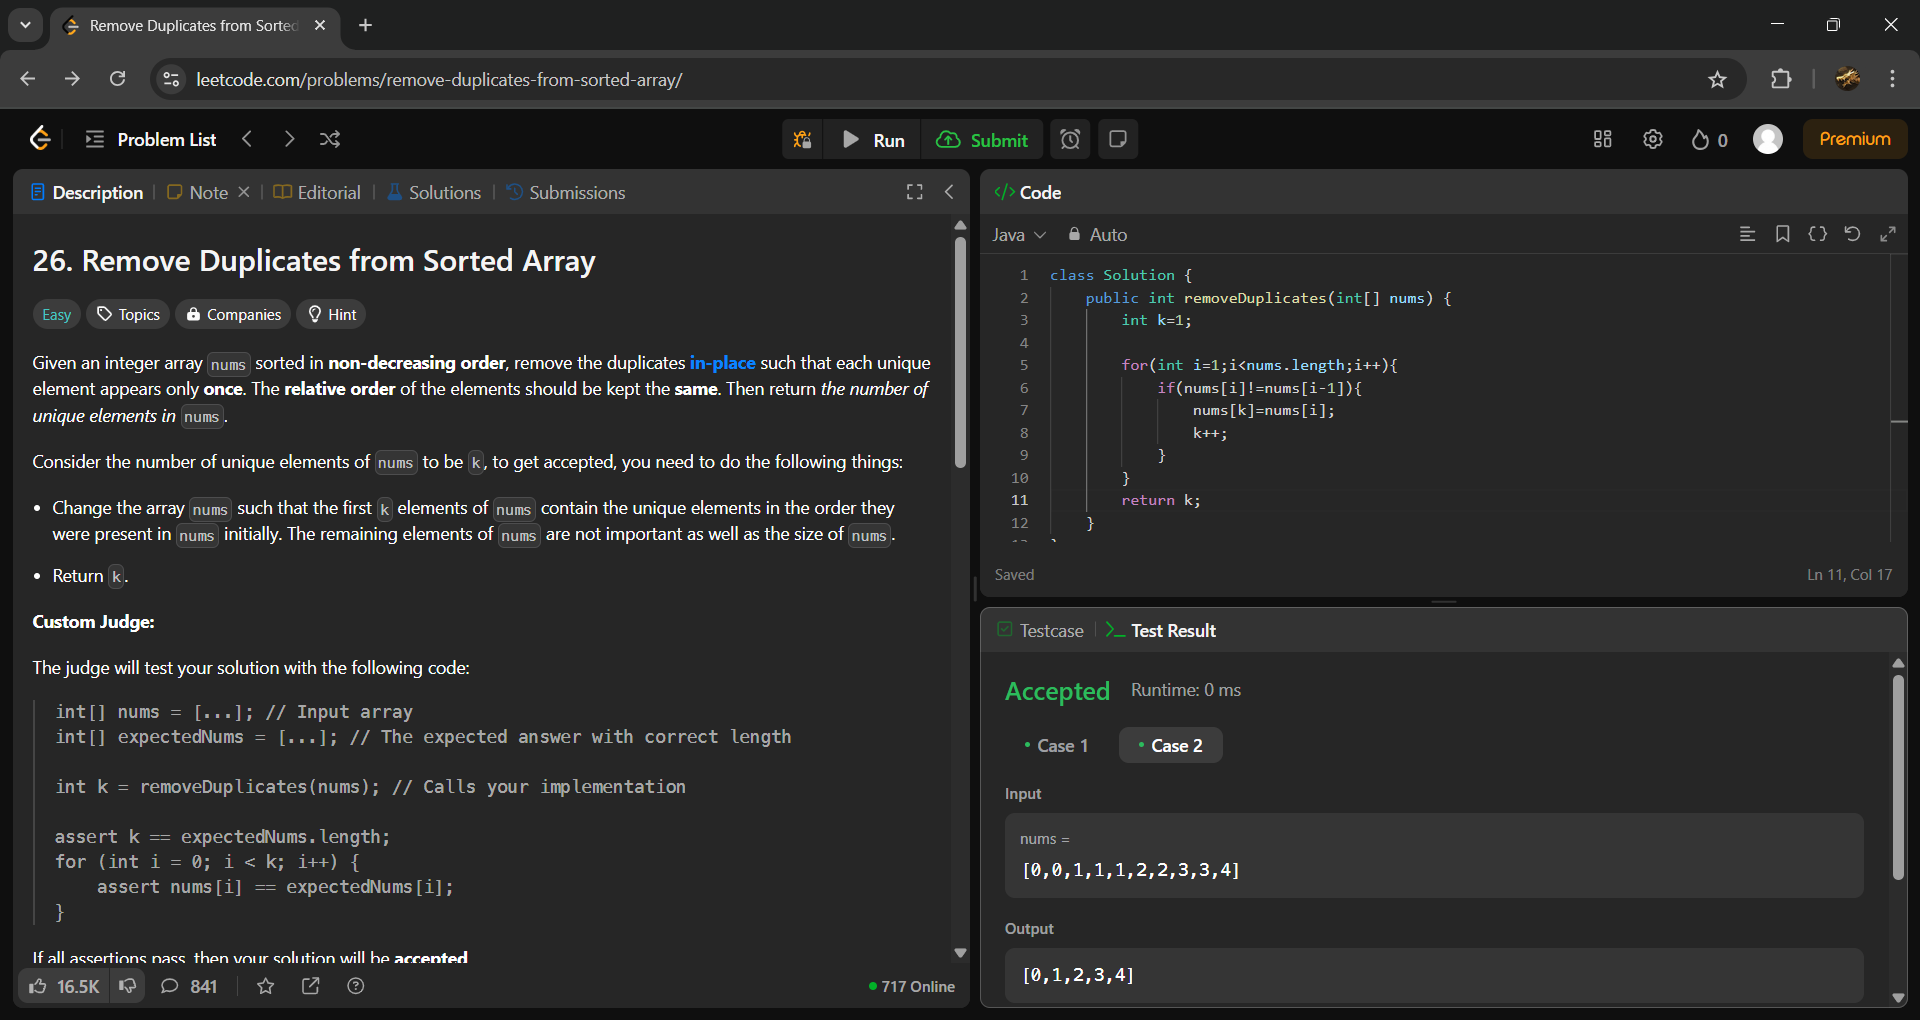 Remove Duplicates from Sorted
leetcode.com/problems/remove-duplicates-from-sorted-array/
Problem List
Run
Submit
0
Premium
Description
Note
Editorial
Solutions
Submissions
26. Remove Duplicates from Sorted Array
Easy
Topics
Companies
Hint
Given an integer array nums sorted in non-decreasing order, remove the duplicates in-place such that each unique
element appears only once. The relative order of the elements should be kept the same. Then return the number of
unique elements in nums.
Consider the number of unique elements of nums to be k, to get accepted, you need to do the following things:
• Change the array nums such that the first k elements of nums contain the unique elements in the order they
were present in nums initially. The remaining elements of nums are not important as well as the size of nums.
• Return k.
Custom Judge:
The judge will test your solution with the following code:
int[] nums = [...]; // Input array
int[] expectedNums = [...]; // The expected answer with correct length
int k = removeDuplicates(nums); // Calls your implementation
assert k == expectedNums.length;
for (int i = 0; i < k; i++) {
    assert nums[i] == expectedNums[i];
}
If all assertions pass, then your solution will be accepted
16.5K
841
717 Online
</> Code
Java
Auto
1 class Solution {
2     public int removeDuplicates(int[] nums) {
3         int k=1;
4
5         for(int i=1;i<nums.length;i++){
6             if(nums[i]!=nums[i-1]){
7                 nums[k]=nums[i];
8                 k++;
9             }
10         }
11         return k;
12     }
Saved
Ln 11, Col 17
Testcase
>_ Test Result
Accepted
Runtime: 0 ms
• Case 1
• Case 2
Input
nums =
[0,0,1,1,1,2,2,3,3,4]
Output
[0,1,2,3,4]